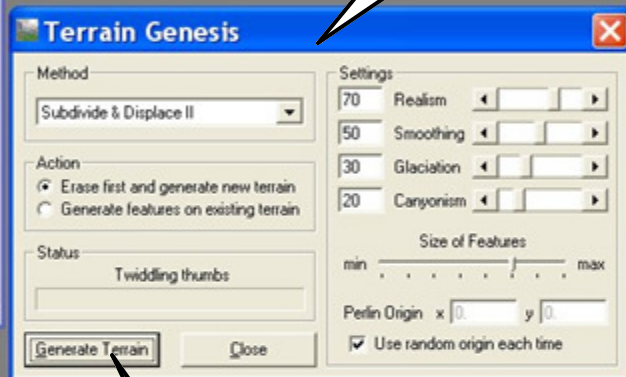 Terrain Genesis
Method
Subdivide & Displace II
Action
Erase first and generate new terrain
Generate features on existing terrain
Status
Twiddling thumbs
Generate Terrain
Close
Settings
70 Realism
50 Smoothing
30 Glaciation
20 Canyonism
Size of Features
min max
Perlin Origin x 0. y 0.
Use random origin each time